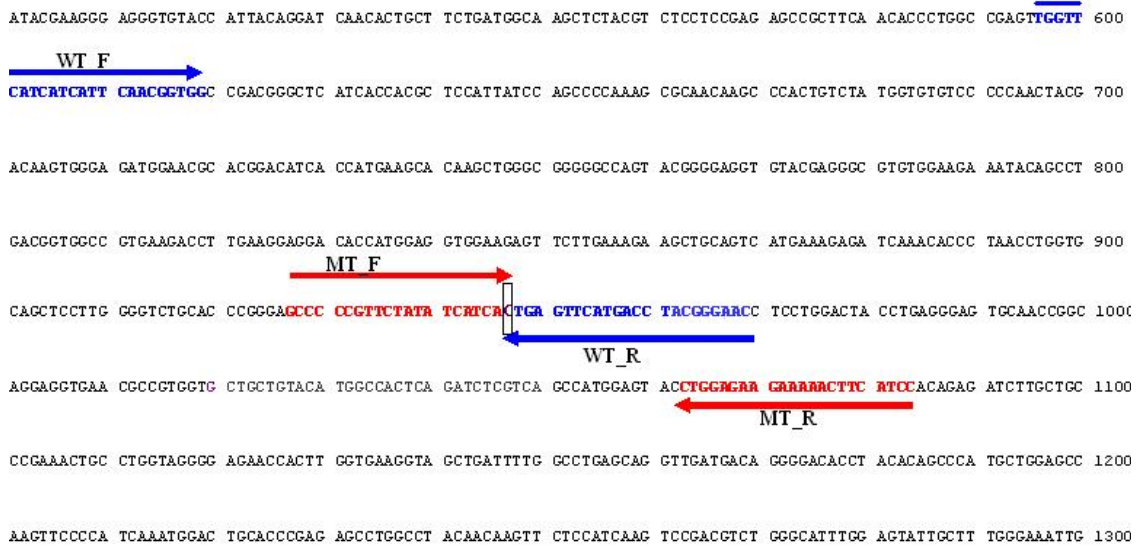 ATACGAAGGG AGGGTGTACC ATTACAGGAT CAACACTGCT TCTGATGGCA AGCTCTACGT CTCCTCCGAG AGCCGCTTCA ACACCCTGGC CGAGTTGGTT 600
WT_F
CATCATCATT CAACGGTGGC CGACGGGCTC ATCACCACGC TCCATTATCC AGCCCCAAAG CGCAACAAGC CCACTGTCTA TGGTGTGTCC CCCAACTACG 700
ACAAGTGGGA GATGGAACGC ACGGACATCA CCATGAAGCA CAAGCTGGGC GGGGGCCAGT ACGGGGAGGT GTACGAGGGC GTGTGGAAGA AATACAGCCT 800
GACGGTGGCC GTGAAGACCT TGAAGGAGGA CACCATGGAG GTGGAAGAGT TCTTGAAAGA AGCTGCAGTC ATGAAAGAGA TCAAACACCC TAACCTGGTG 900
MT_F
CAGCTCCTTG GGGTCTGCAC CCGGGAGCCC CCGTTCTATA TCATCACTGA GTTCATGACC TACGGGAACC TCCTGGACTA CCTGAGGGAG TGCAACCGGC 1000
WT_R
AGGAGGTGAA CGCCGTGGTG CTGCTGTACA TGGCCACTCA GATCTCGTCA GCCATGGAGT ACCTGGAGAA GAAAAACTTC ATCCACAGAG ATCTTGCTGC 1100
MT_R
CCGAAACTGC CTGGTAGGGG AGAACCACTT GGTGAAGGTA GCTGATTTTG GCCTGAGCAG GTTGATGACA GGGGACACCT ACACAGCCCA TGCTGGAGCC 1200
AAGTTCCCCA TCAAATGGAC TGCACCCGAG AGCCTGGCCT ACAACAAGTT CTCCATCAAG TCCGACGTCT GGGCATTTGG AGTATTGCTT TGGGAAATTG 1300